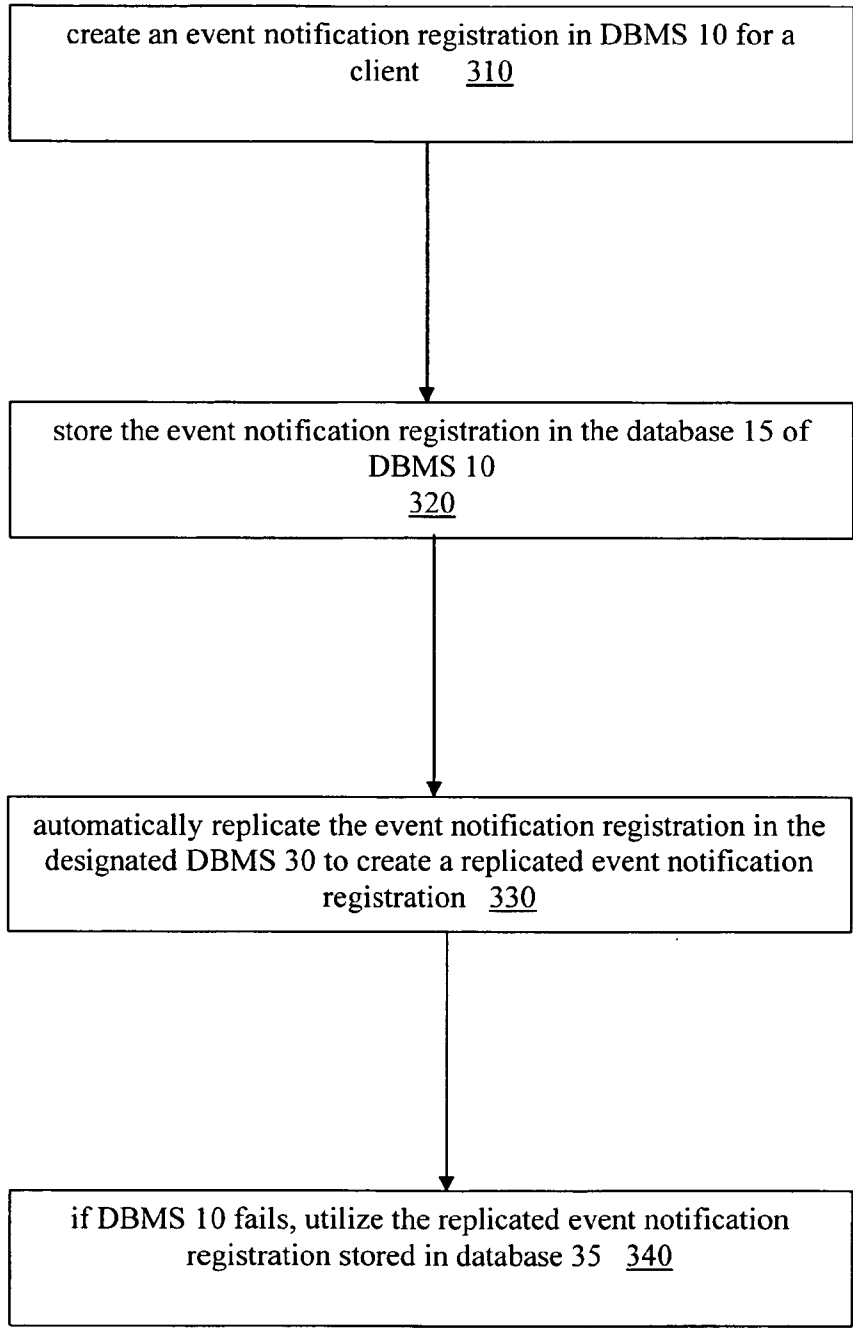 create an event notification registration in DBMS 10 for a
client 310
store the event notification registration in the database 15 of
DBMS 10
320
automatically replicate the event notification registration in the
designated DBMS 30 to create a replicated event notification
registration 330
if DBMS 10 fails, utilize the replicated event notification
registration stored in database 35 340